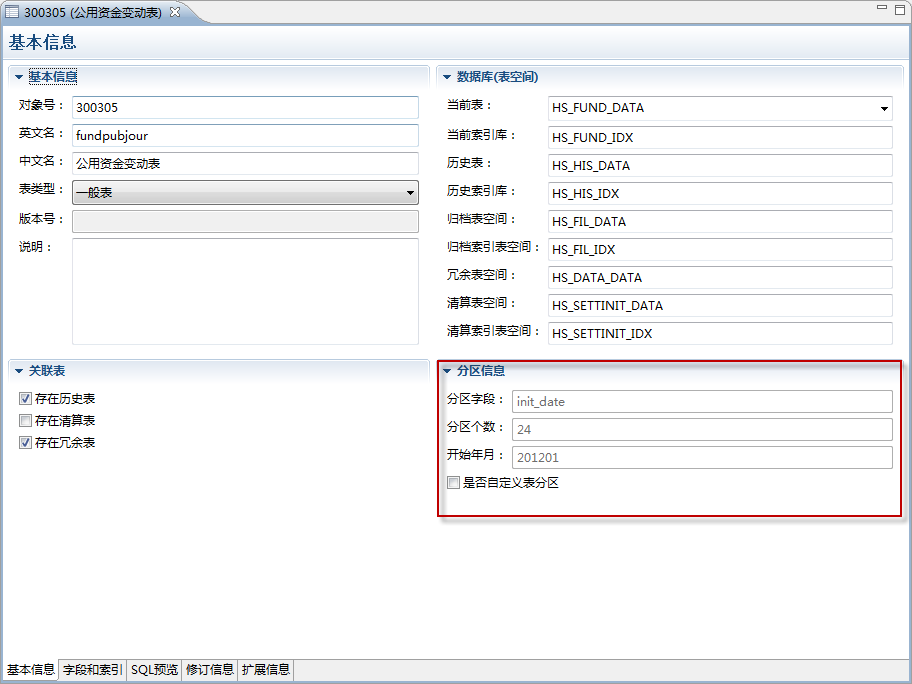 300305 (公用资金变动表)
基本信息
基本信息
对象号： 300305
英文名： fundpubjour
中文名： 公用资金变动表
表类型： 一般表
版本号：
说明：
数据库(表空间)
当前表： HS_FUND_DATA
当前索引库： HS_FUND_IDX
历史表： HS_HIS_DATA
历史索引库： HS_HIS_IDX
归档表空间： HS_FIL_DATA
归档索引表空间： HS_FIL_IDX
冗余表空间： HS_DATA_DATA
清算表空间： HS_SETTINIT_DATA
清算索引表空间： HS_SETTINIT_IDX
关联表
存在历史表
存在清算表
存在冗余表
分区信息
分区字段： init_date
分区个数： 24
开始年月： 201201
是否自定义表分区
基本信息 字段和索引 SQL预览 修订信息 扩展信息